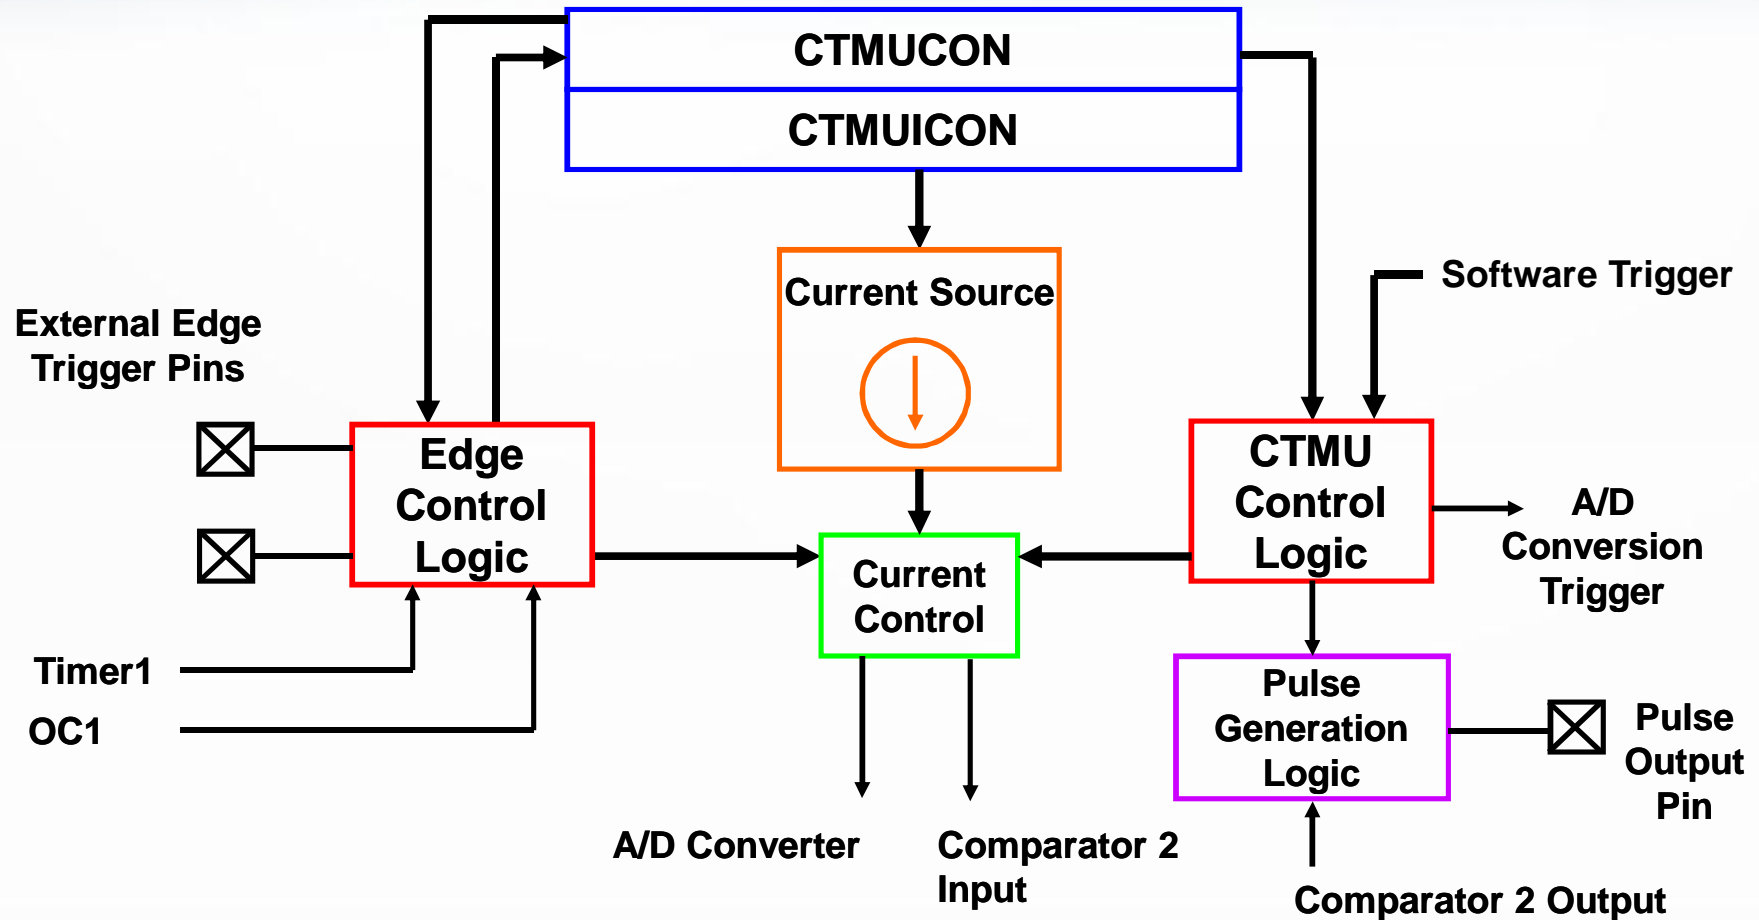 CTMUCON
CTMUICON
Current Source
Software Trigger
External Edge
Trigger Pins
Edge
Control
Logic
CTMU
Control
Logic
A/D
Conversion
Trigger
Current
Control
Timer1
OC1
Pulse
Generation
Logic
Pulse
Output
Pin
A/D Converter
Comparator 2
Input
Comparator 2 Output